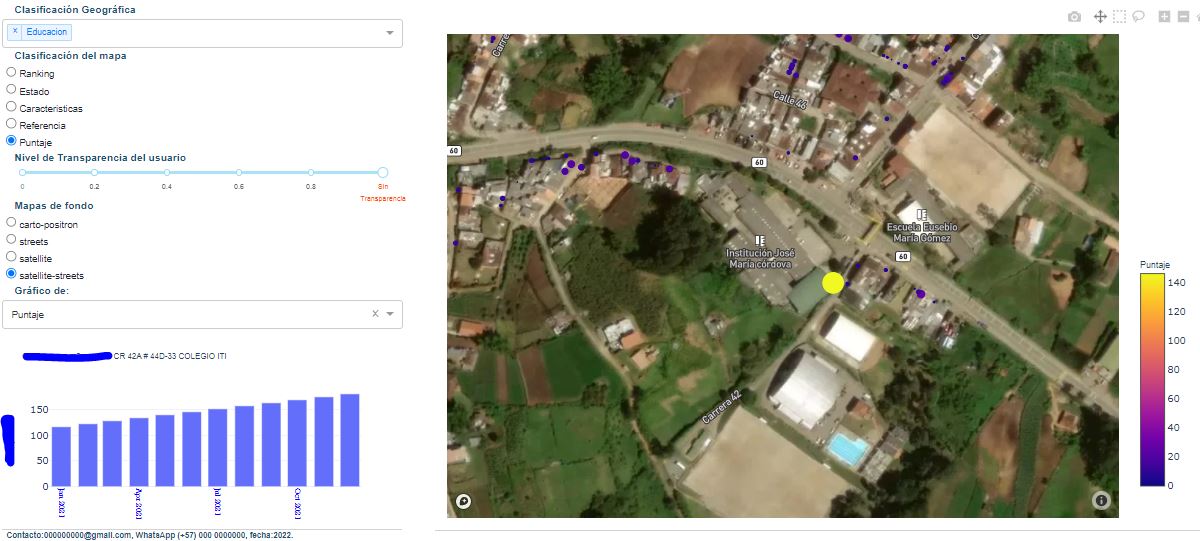 Clasificación Geográfica
× Educacion
Clasificación del mapa
Ranking
Estado
Caracteristicas
Referencia
Puntaje
Nivel de Transparencia del usuario
0 0.2 0.4 0.6 0.8 Sin Transparencia
Mapas de fondo
carto-positron
streets
satellite
satellite-streets
Gráfico de:
Puntaje ×
CR 42A # 44D-33 COLEGIO ITI
150
100
50
0
Jan 2021 Apr 2021 Jul 2021 Oct 2021
Contacto:000000000@gmail.com, WhatsApp (+57) 000 0000000, fecha:2022.
Calle 46
60
60
Escuela Eusebio
María Gómez
Institución José
María córdova
60
Carrera 42
Puntaje
140
120
100
80
60
40
20
0